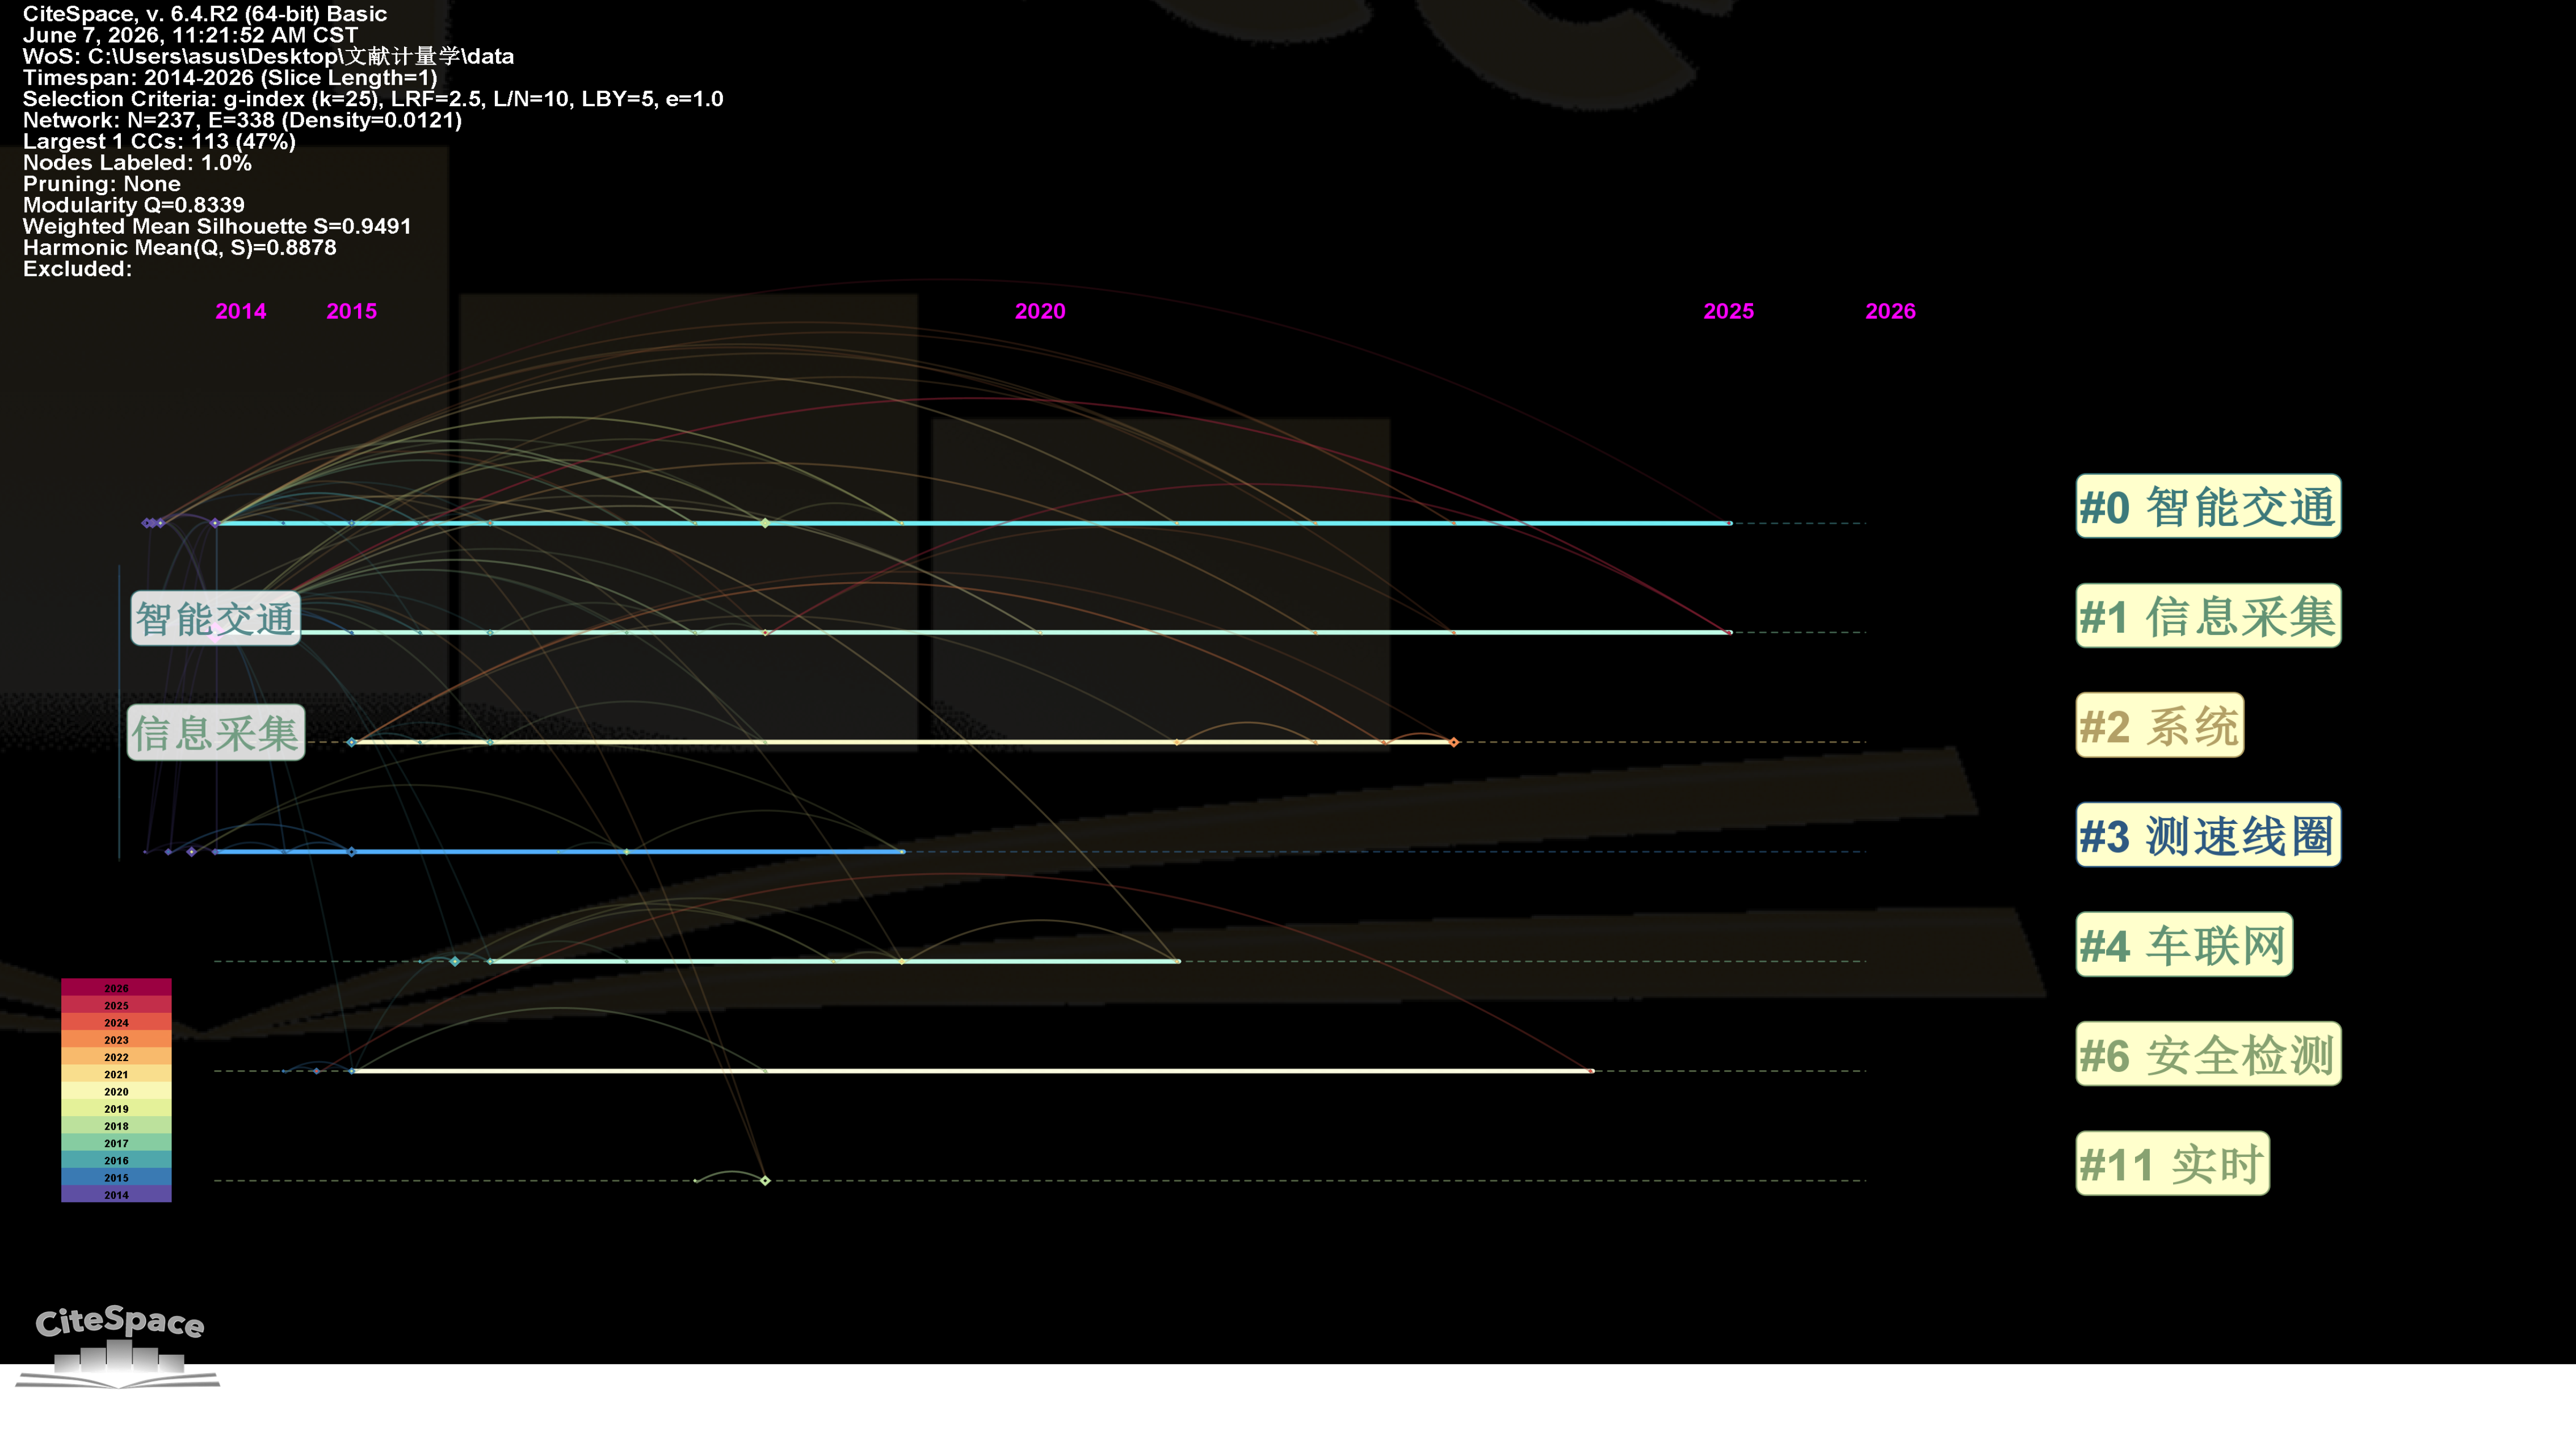 CiteSpace, v. 6.4.R2 (64-bit) Basic
June 7, 2026, 11:21:52 AM CST
WoS: C:\Users\asus\Desktop\文献计量学\data
Timespan: 2014-2026 (Slice Length=1)
Selection Criteria: g-index (k=25), LRF=2.5, L/N=10, LBY=5, e=1.0
Network: N=237, E=338 (Density=0.0121)
Largest 1 CCs: 113 (47%)
Nodes Labeled: 1.0%
Pruning: None
Modularity Q=0.8339
Weighted Mean Silhouette S=0.9491
Harmonic Mean(Q, S)=0.8878
Excluded:
2014 2015 2020 2025 2026
#0 智能交通
智能交通
#1 信息采集
信息采集
#2 系统
#3 测速线圈
#4 车联网
#6 安全检测
#11 实时
2026
2025
2024
2023
2022
2021
2020
2019
2018
2017
2016
2015
2014
CiteSpace